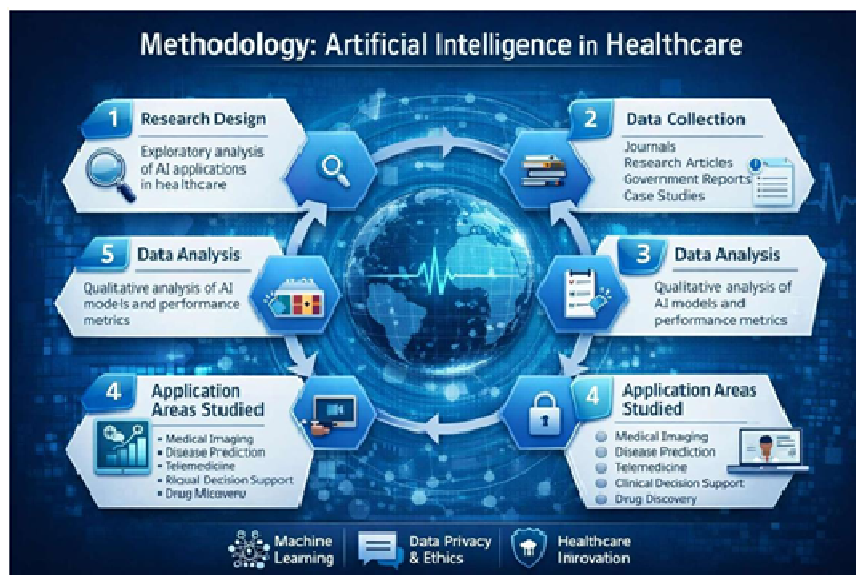 Methodology: Artificial Intelligence in Healthcare
1 Research Design
Exploratory analysis
of AI applications
in healthcare
2 Data Collection
Journals
Research Articles
Government Reports
Case Studies
5 Data Analysis
Qualitative analysis of AI
models and performance
metrics
3 Data Analysis
Qualitative analysis of
AI models and
performance metrics
4 Application
Areas Studied
• Medical Imaging
• Disease Prediction
• Telemedicine
• Decision Support
• Drug
4 Application Areas
Studied
Medical Imaging
Disease Prediction
Telemedicine
Clinical Decision Support
Drug Discovery
Machine
Learning
Data Privacy
& Ethics
Healthcare